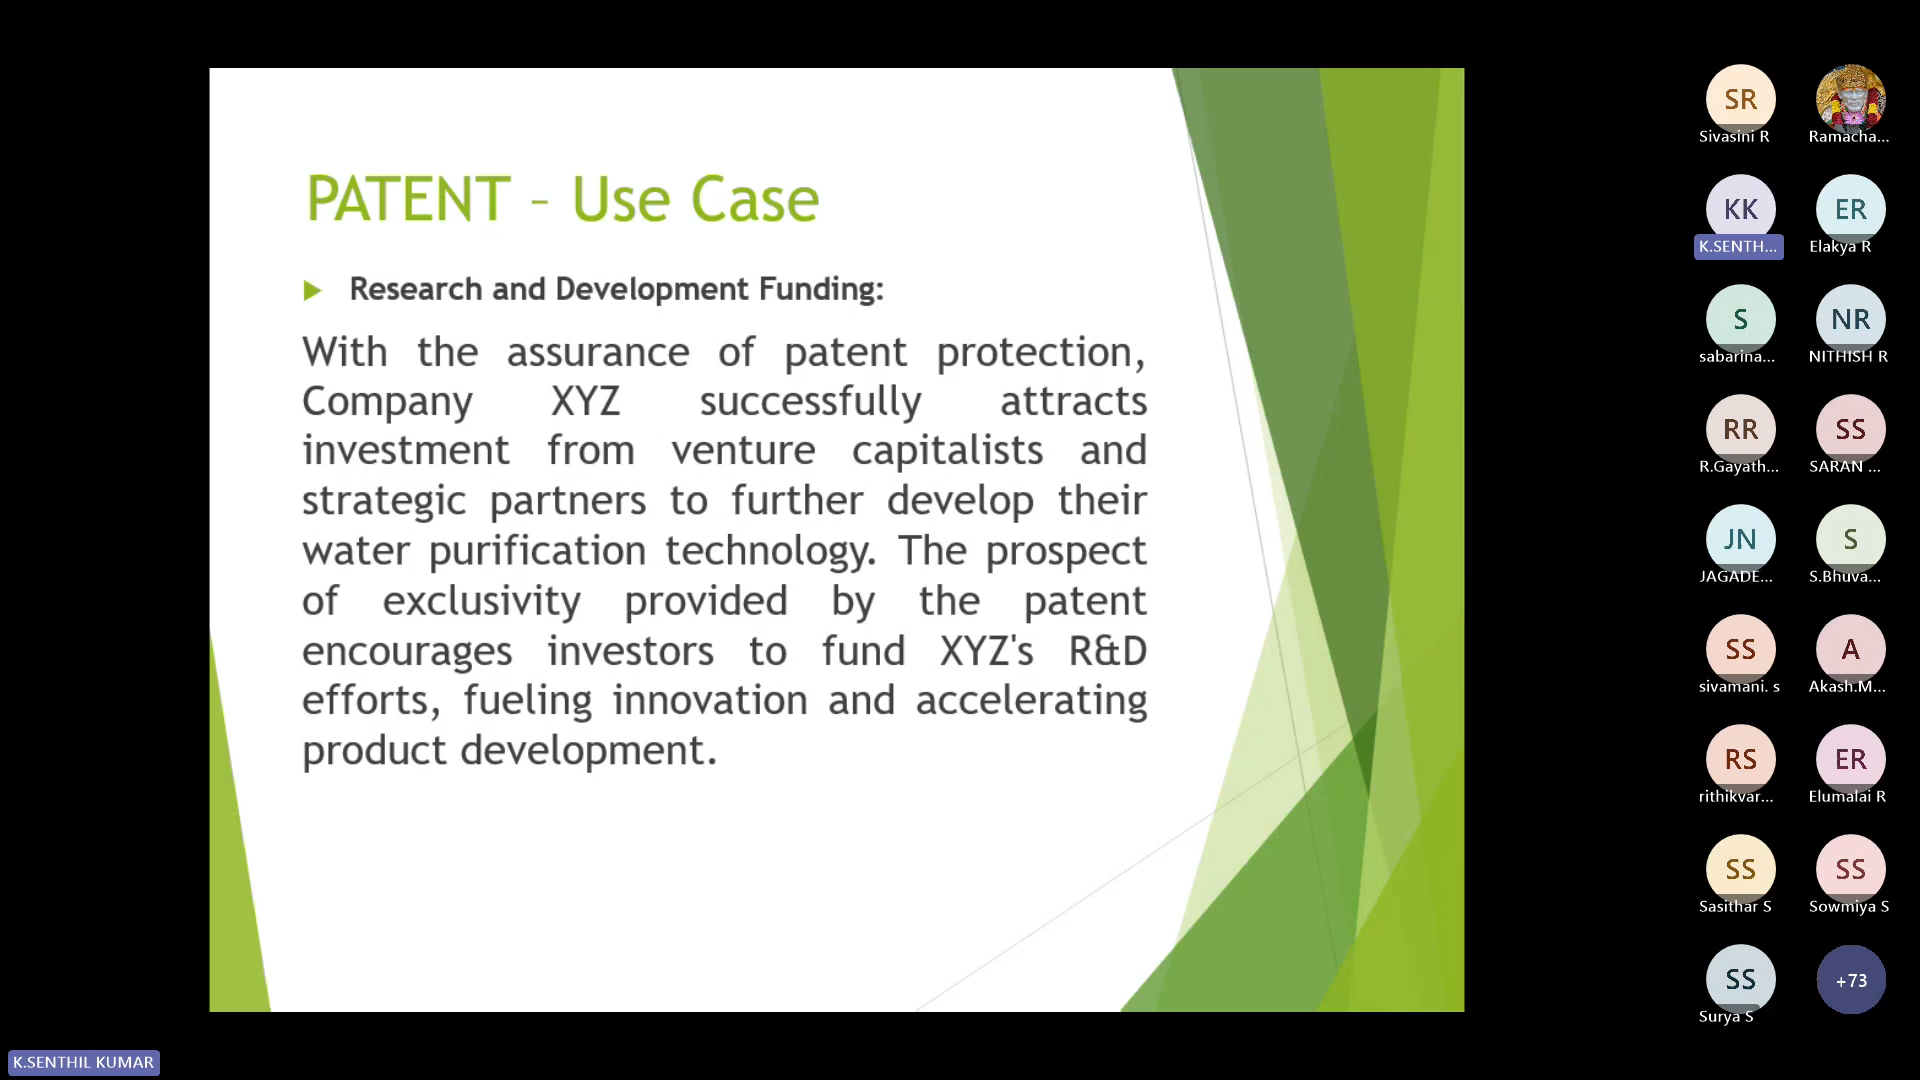 PATENT – Use Case
Research and Development Funding:
With the assurance of patent protection,
Company XYZ successfully attracts
investment from venture capitalists and
strategic partners to further develop their
water purification technology. The prospect
of exclusivity provided by the patent
encourages investors to fund XYZ's R&D
efforts, fueling innovation and accelerating
product development.
SR
Sivasini R
Ramacha...
KK
K.SENTH...
ER
Elakya R
S
sabarina...
NR
NITHISH R
RR
R.Gayath...
SS
SARAN ...
JN
JAGADE...
S
S.Bhuva...
SS
sivamani. s
A
Akash.M...
RS
rithikvar...
ER
Elumalai R
SS
Sasithar S
SS
Sowmiya S
SS
Surya S
+73
K.SENTHIL KUMAR